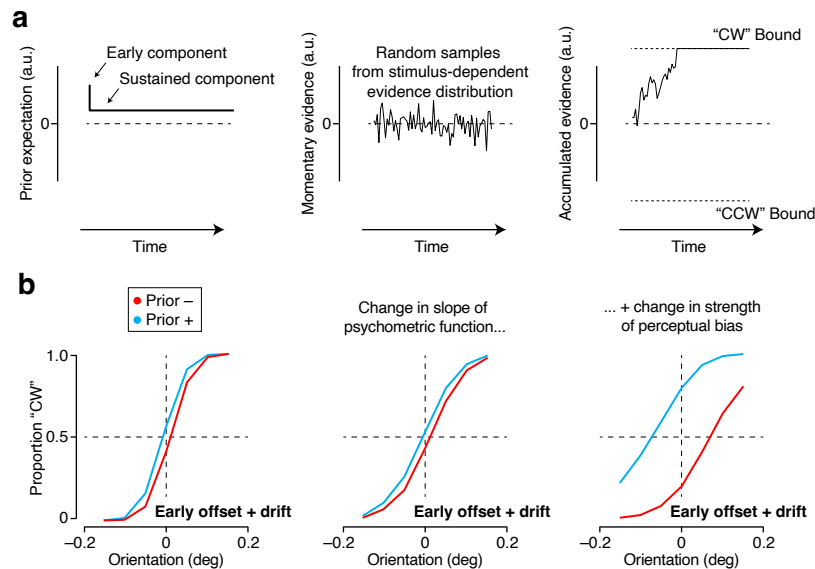 a
Early component
Sustained component
Prior expectation (a.u.)
0
Time
Random samples
from stimulus-dependent
evidence distribution
Momentary evidence (a.u.)
0
Time
“CW” Bound
Accumulated evidence (a.u.)
0
“CCW” Bound
Time
b
Prior –
Prior +
Proportion “CW”
1.0
0.5
0
Early offset + drift
–0.2
0
0.2
Orientation (deg)
Change in slope of
psychometric function...
Early offset + drift
–0.2
0
0.2
Orientation (deg)
... + change in strength
of perceptual bias
Early offset + drift
–0.2
0
0.2
Orientation (deg)